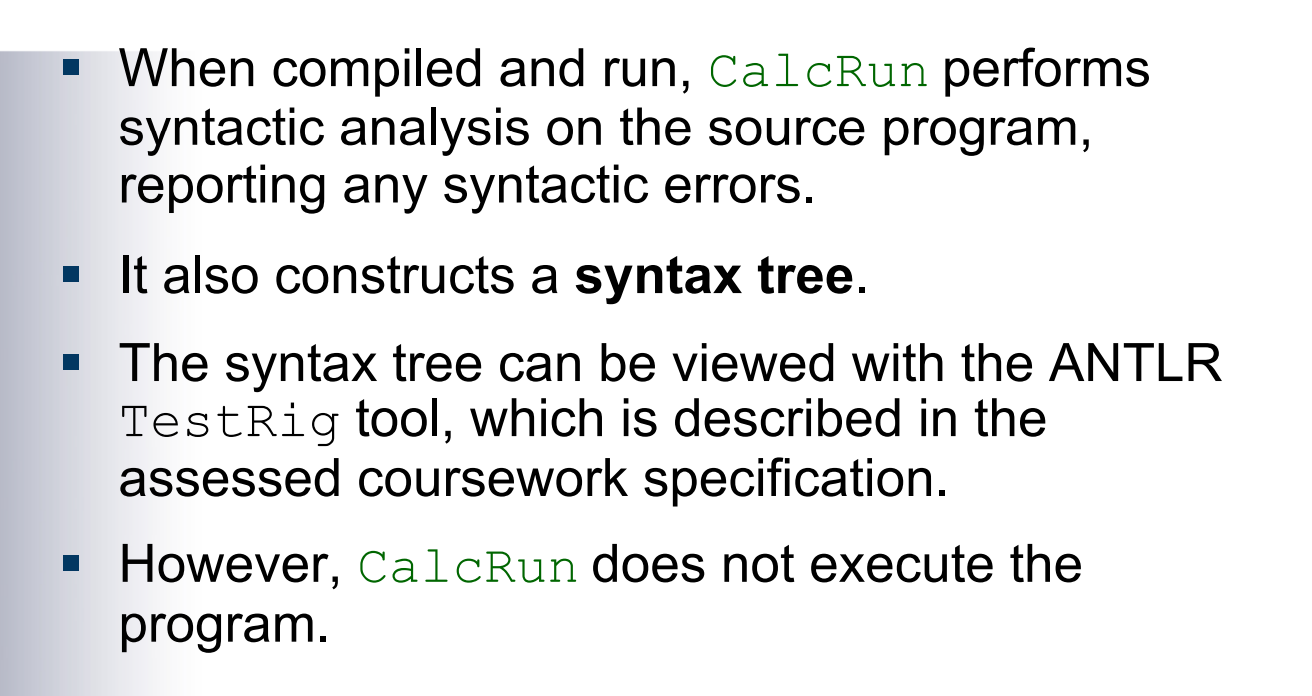 ▪ When compiled and run, CalcRun performs
syntactic analysis on the source program,
reporting any syntactic errors.
▪ It also constructs a syntax tree.
▪ The syntax tree can be viewed with the ANTLR
TestRig tool, which is described in the
assessed coursework specification.
▪ However, CalcRun does not execute the
program.